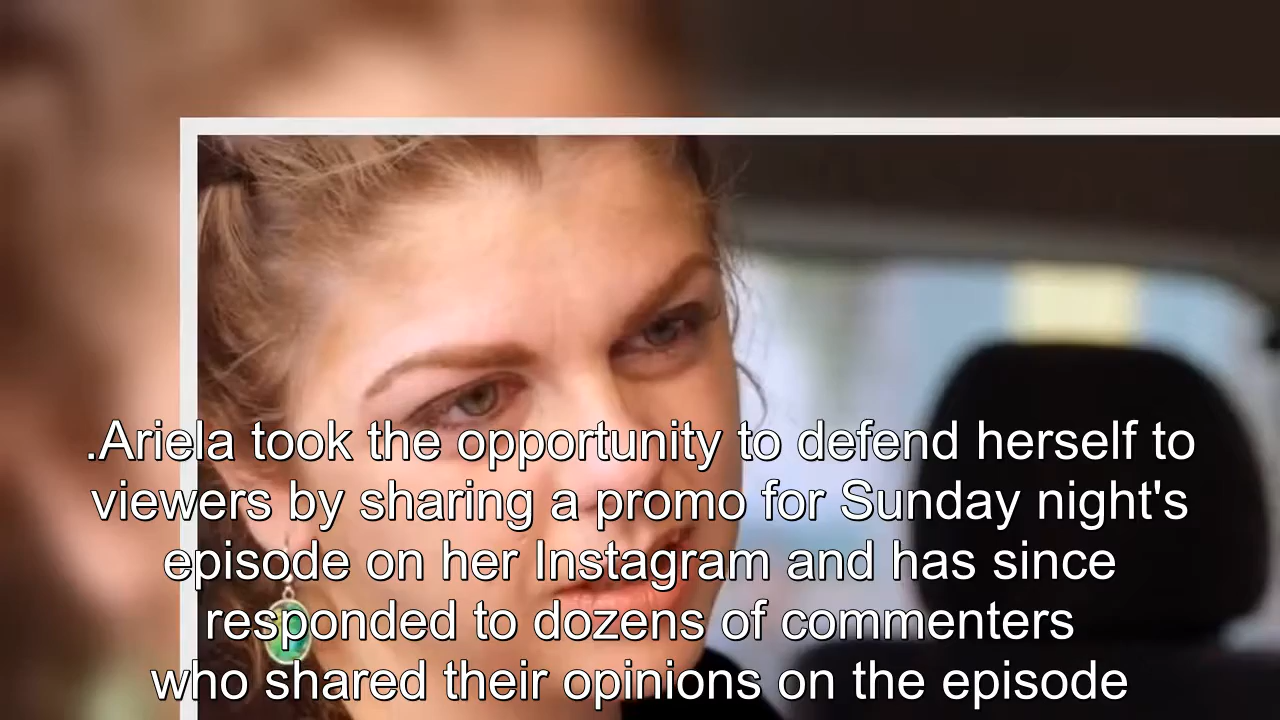 .Ariela took the opportunity to defend herself to
viewers by sharing a promo for Sunday night's
episode on her Instagram and has since
responded to dozens of commenters
who shared their opinions on the episode